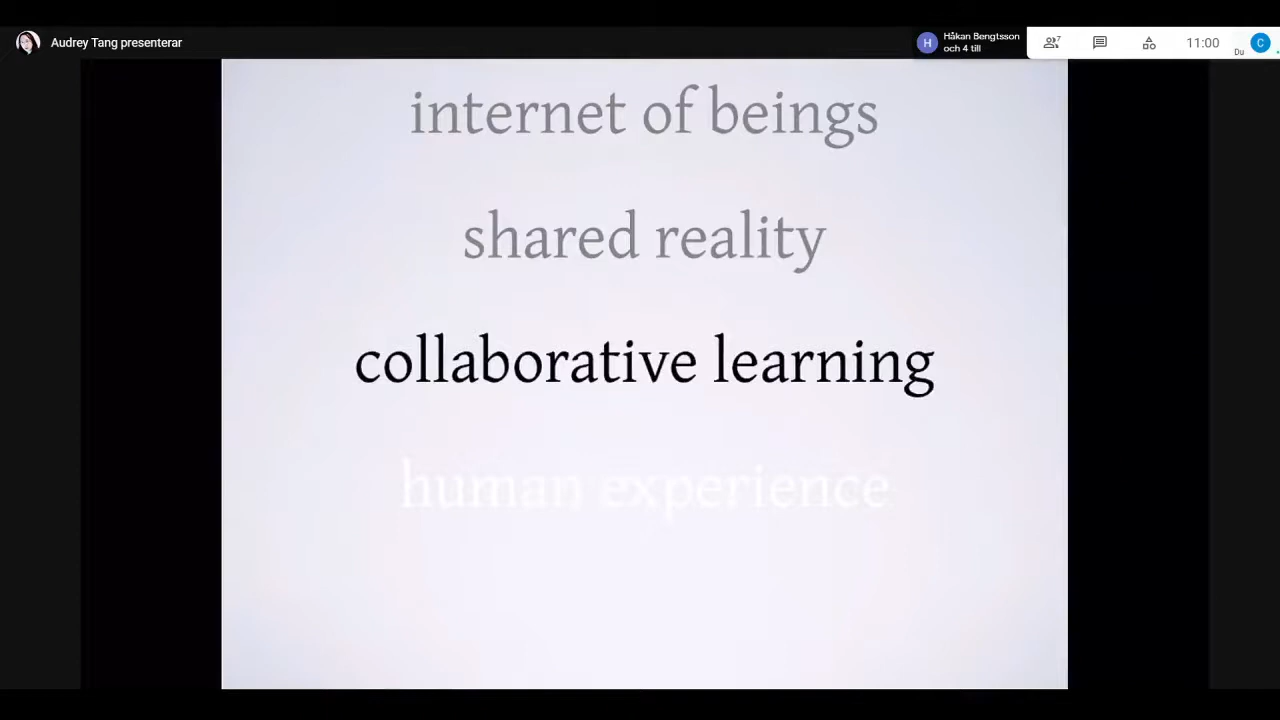 Audrey Tang presenterar
H
Håkan Bengtsson
och 4 till
7
11:00
Du
C
internet of beings
shared reality
collaborative learning
human experience